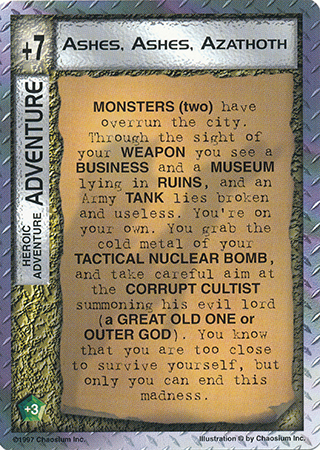 +7
ASHES, ASHES, AZATHOTH
HEROIC
ADVENTURE ADVENTURE
MONSTERS (two) have
overrun the city.
Through the sight of
your WEAPON you see a
BUSINESS and a MUSEUM
lying in RUINS, and an
Army TANK lies broken
and useless. You're on
your own. You grab the
cold metal of your
TACTICAL NUCLEAR BOMB,
and take careful aim at
the CORRUPT CULTIST
summoning his evil lord
(a GREAT OLD ONE or
OUTER GOD). You know
that you are too close
to survive yourself, but
only you can end this
madness.
+3
©1997 Chaosium Inc.
Illustration © by Chaosium Inc.